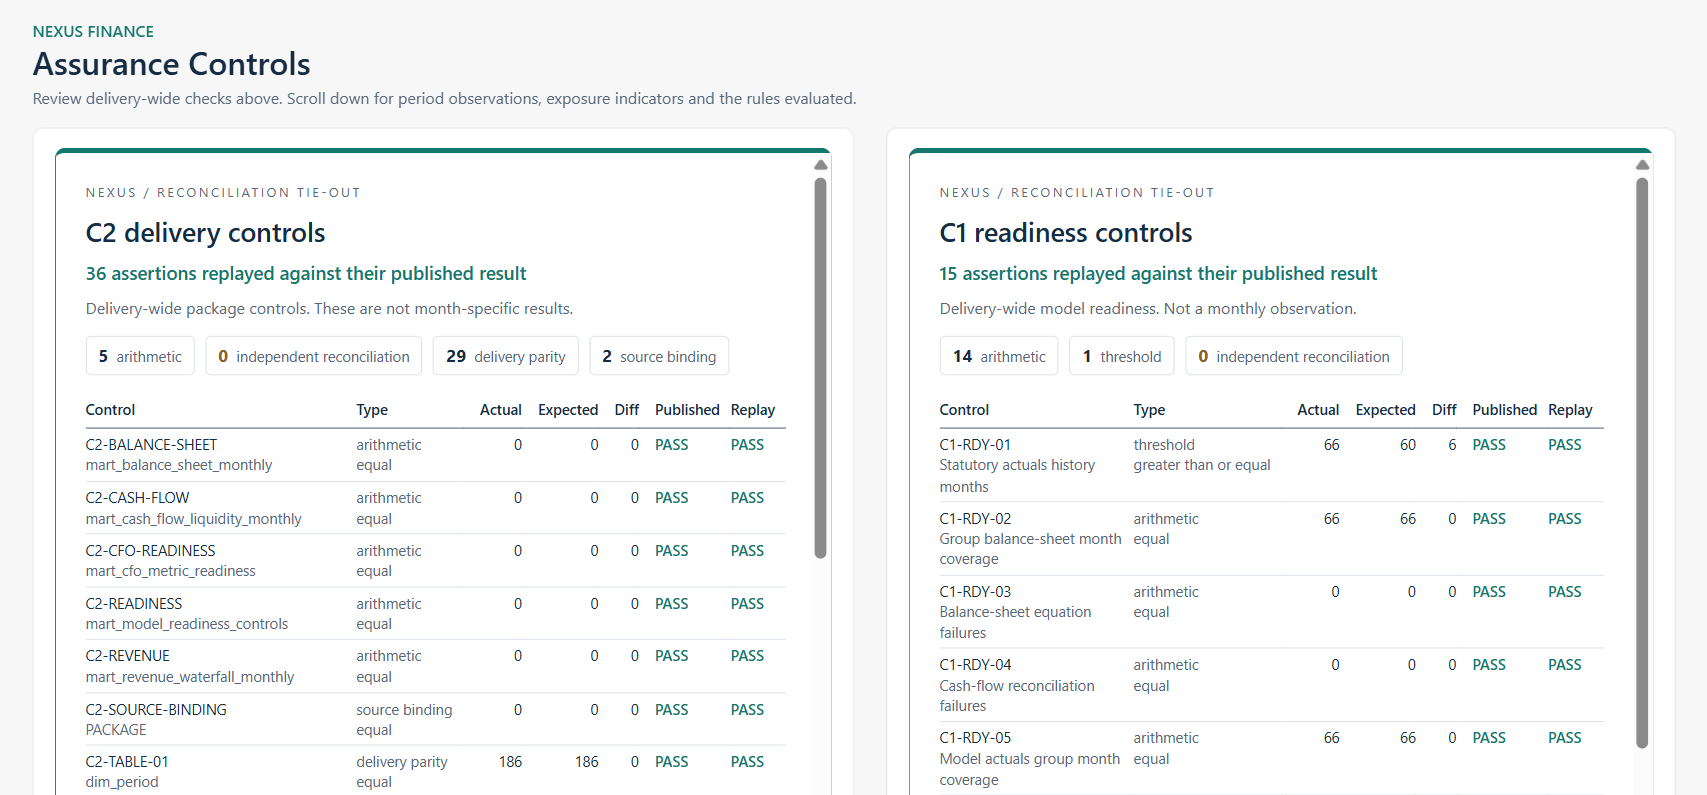 NEXUS FINANCE
Assurance Controls
Review delivery-wide checks above. Scroll down for period observations, exposure indicators and the rules evaluated.
NEXUS / RECONCILIATION TIE-OUT
C2 delivery controls
36 assertions replayed against their published result
Delivery-wide package controls. These are not month-specific results.
5 arithmetic 0 independent reconciliation 29 delivery parity 2 source binding
Control Type Actual Expected Diff Published Replay
C2-BALANCE-SHEET arithmetic 0 0 0 PASS PASS
mart_balance_sheet_monthly equal
C2-CASH-FLOW arithmetic 0 0 0 PASS PASS
mart_cash_flow_liquidity_monthly equal
C2-CFO-READINESS arithmetic 0 0 0 PASS PASS
mart_cfo_metric_readiness equal
C2-READINESS arithmetic 0 0 0 PASS PASS
mart_model_readiness_controls equal
C2-REVENUE arithmetic 0 0 0 PASS PASS
mart_revenue_waterfall_monthly equal
C2-SOURCE-BINDING source binding 0 0 0 PASS PASS
PACKAGE equal
C2-TABLE-01 delivery parity 186 186 0 PASS PASS
dim_period equal
NEXUS / RECONCILIATION TIE-OUT
C1 readiness controls
15 assertions replayed against their published result
Delivery-wide model readiness. Not a monthly observation.
14 arithmetic 1 threshold 0 independent reconciliation
Control Type Actual Expected Diff Published Replay
C1-RDY-01 threshold 66 60 6 PASS PASS
Statutory actuals history greater than or equal
months
C1-RDY-02 arithmetic 66 66 0 PASS PASS
Group balance-sheet month equal
coverage
C1-RDY-03 arithmetic 0 0 0 PASS PASS
Balance-sheet equation equal
failures
C1-RDY-04 arithmetic 0 0 0 PASS PASS
Cash-flow reconciliation equal
failures
C1-RDY-05 arithmetic 66 66 0 PASS PASS
Model actuals group month equal
coverage